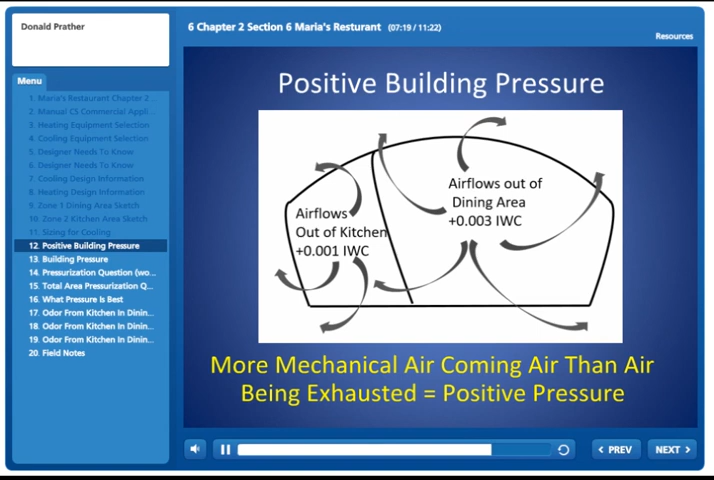 Donald Prather
6 Chapter 2 Section 6 Maria's Resturant (07:19 / 11:22)
Resources
Menu
1. Maria's Restaurant Chapter 2...
2. Manual CS Commercial Appli...
3. Heating Equipment Selection
4. Cooling Equipment Selection
5. Designer Needs To Know
6. Designer Needs To Know
7. Cooling Design Information
8. Heating Design Information
9. Zone 1 Dining Area Sketch
10. Zone 2 Kitchen Area Sketch
11. Sizing for Cooling
12. Positive Building Pressure
13. Building Pressure
14. Pressurization Question (wo...
15. Total Area Pressurization Q...
16. What Pressure Is Best
17. Odor From Kitchen In Dinin...
18. Odor From Kitchen In Dinin...
19. Odor From Kitchen In Dinin...
20. Field Notes
Positive Building Pressure
Airflows
Out of Kitchen
+0.001 IWC
Airflows out of
Dining Area
+0.003 IWC
More Mechanical Air Coming Air Than Air
Being Exhausted = Positive Pressure
< PREV
NEXT >